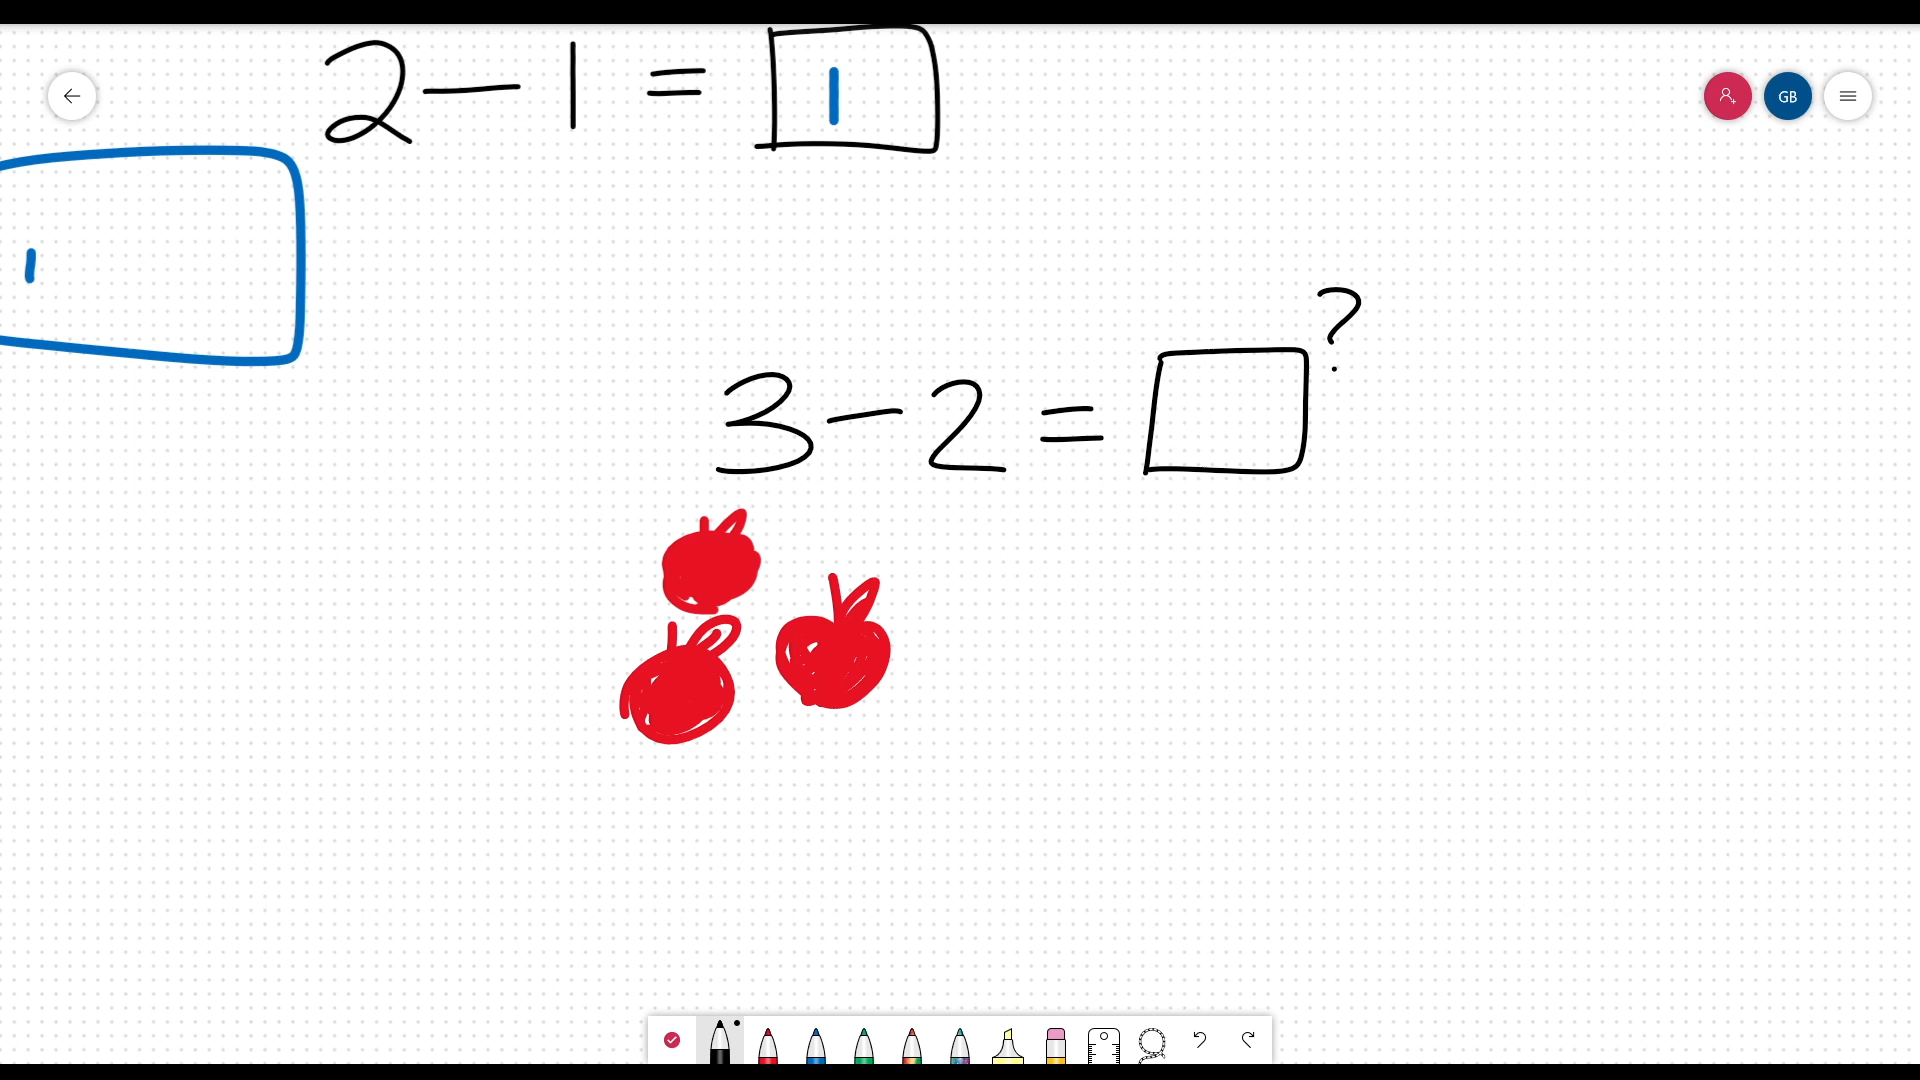 2 - 1 = 1
GB
1
?
3 - 2 =